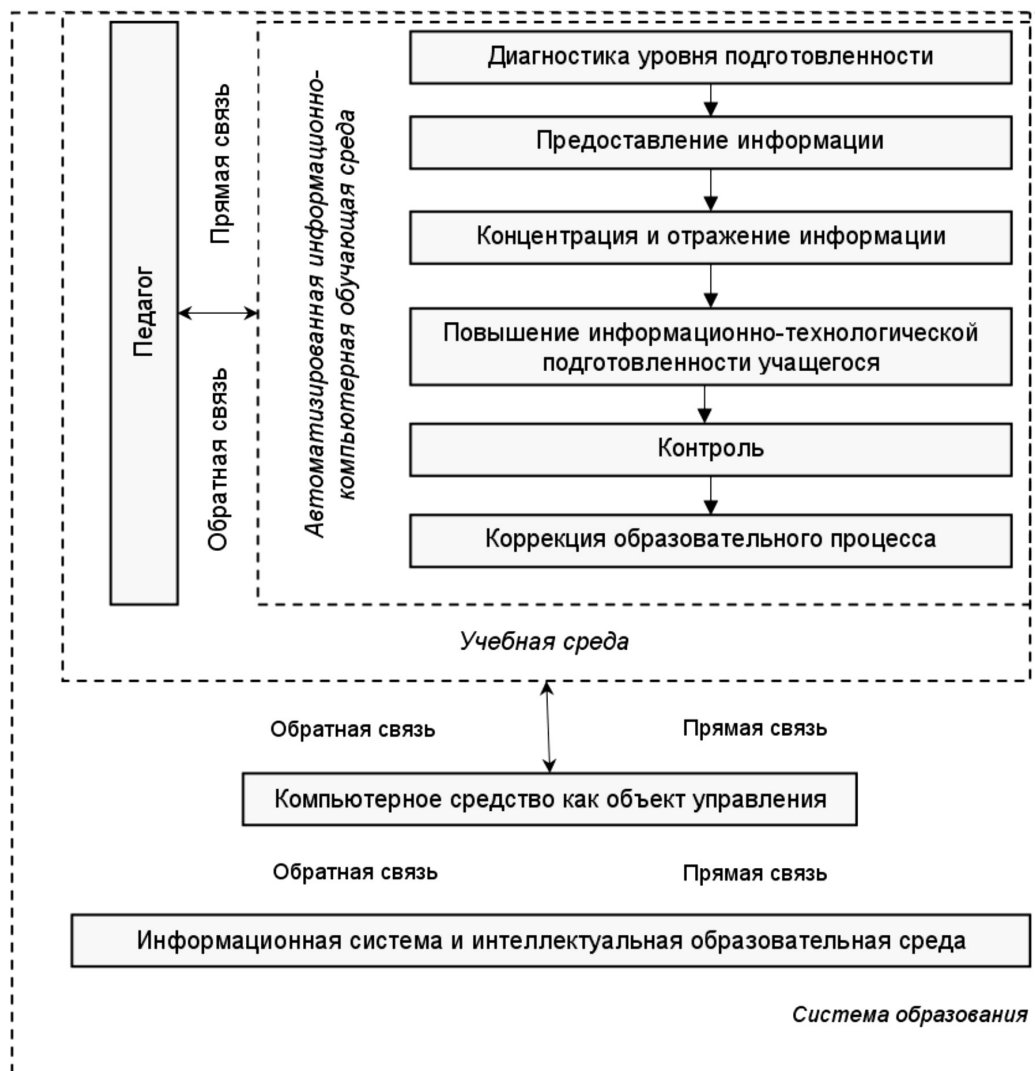 Педагог
Прямая связь
Обратная связь
Автоматизированная информационно-
компьютерная обучающая среда
Диагностика уровня подготовленности
Предоставление информации
Концентрация и отражение информации
Повышение информационно-технологической
подготовленности учащегося
Контроль
Коррекция образовательного процесса
Учебная среда
Обратная связь
Прямая связь
Компьютерное средство как объект управления
Обратная связь
Прямая связь
Информационная система и интеллектуальная образовательная среда
Система образования